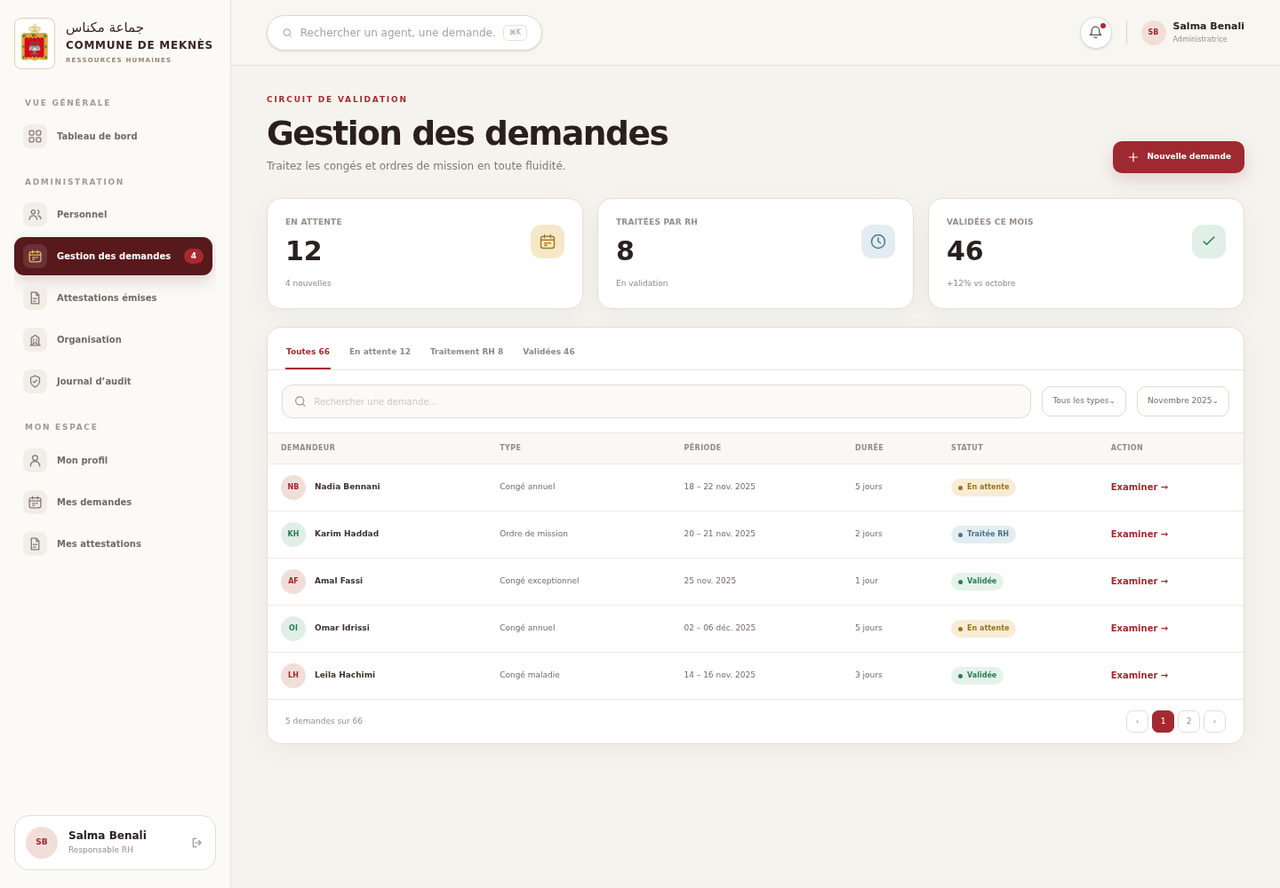 جماعة مكناس
COMMUNE DE MEKNÈS
RESSOURCES HUMAINES
VUE GÉNÉRALE
Tableau de bord
ADMINISTRATION
Personnel
Gestion des demandes 4
Attestations émises
Organisation
Journal d’audit
MON ESPACE
Mon profil
Mes demandes
Mes attestations
SB Salma Benali
Responsable RH
Rechercher un agent, une demande. ⌘K
SB Salma Benali
Administratrice
CIRCUIT DE VALIDATION
Gestion des demandes
Traitez les congés et ordres de mission en toute fluidité.
+ Nouvelle demande
EN ATTENTE
12
4 nouvelles
TRAITÉES PAR RH
8
En validation
VALIDÉES CE MOIS
46
+12% vs octobre
Toutes 66 En attente 12 Traitement RH 8 Validées 46
Rechercher une demande... Tous les types⌄ Novembre 2025⌄
DEMANDEUR TYPE PÉRIODE DURÉE STATUT ACTION
NB Nadia Bennani Congé annuel 18 – 22 nov. 2025 5 jours En attente Examiner →
KH Karim Haddad Ordre de mission 20 – 21 nov. 2025 2 jours Traitée RH Examiner →
AF Amal Fassi Congé exceptionnel 25 nov. 2025 1 jour Validée Examiner →
OI Omar Idrissi Congé annuel 02 – 06 déc. 2025 5 jours En attente Examiner →
LH Leila Hachimi Congé maladie 14 – 16 nov. 2025 3 jours Validée Examiner →
5 demandes sur 66 ‹ 1 2 ›